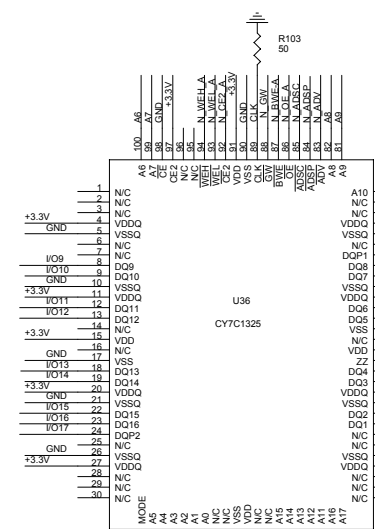 R103
50
A6 A7 GND +3.3V N_WEH_A N_WEL_A N_CE2_A +3.3V GND CLK N_GW N_BWE-A N_OE_A N_ADSC N_ADSP N_ADV A8 A9
100 99 98 97 96 95 94 93 92 91 90 89 88 87 86 85 84 83 82 81
A6 A7 CE CE2 N/C N/C WEH WEL CE2 VDD VSS CLK GW BWE OE ADSC ADSP ADV A8 A9
1 N/C A10
2 N/C N/C
3 N/C N/C
+3.3V 4 VDDQ VDDQ
GND 5 VSSQ VSSQ
6 N/C N/C
7 N/C DQP1
I/O9 8 DQ9 DQ8
I/O10 9 DQ10 DQ7
GND 10 VSSQ VSSQ
+3.3V 11 VDDQ VDDQ
I/O11 12 DQ11 DQ6
I/O12 13 DQ12 DQ5
14 N/C VSS
+3.3V 15 VDD N/C
16 N/C VDD
GND 17 VSS ZZ
I/O13 18 DQ13 DQ4
I/O14 19 DQ14 DQ3
+3.3V 20 VDDQ VDDQ
GND 21 VSSQ VSSQ
I/O15 22 DQ15 DQ2
I/O16 23 DQ16 DQ1
I/O17 24 DQP2 N/C
25 N/C N/C
GND 26 VSSQ VSSQ
+3.3V 27 VDDQ VDDQ
28 N/C N/C
29 N/C N/C
30 N/C N/C
U36
CY7C1325
MODE A5 A4 A3 A2 A1 A0 N/C N/C VSS VDD N/C N/C A15 A14 A13 A12 A11 A16 A17